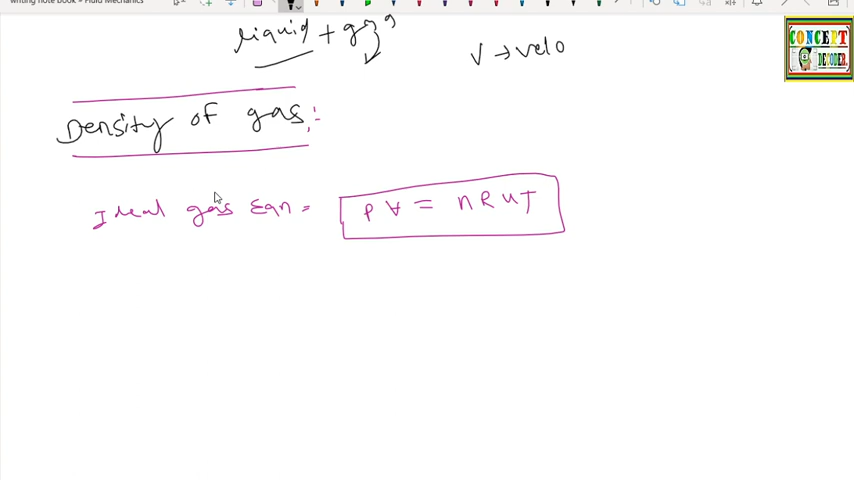 writing note book » Fluid Mechanics
liquid + gas
V → velo
CONCEPT
DECODER
Density of gas :-
Ideal gas Eqn = PV = nRuT